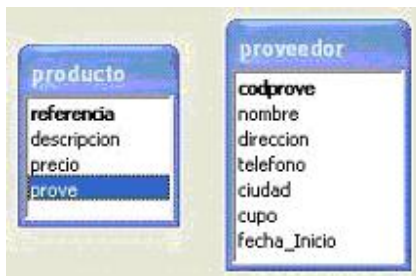 producto
referencia
descripcion
precio
prove
proveedor
codprove
nombre
direccion
telefono
ciudad
cupo
fecha_Inicio